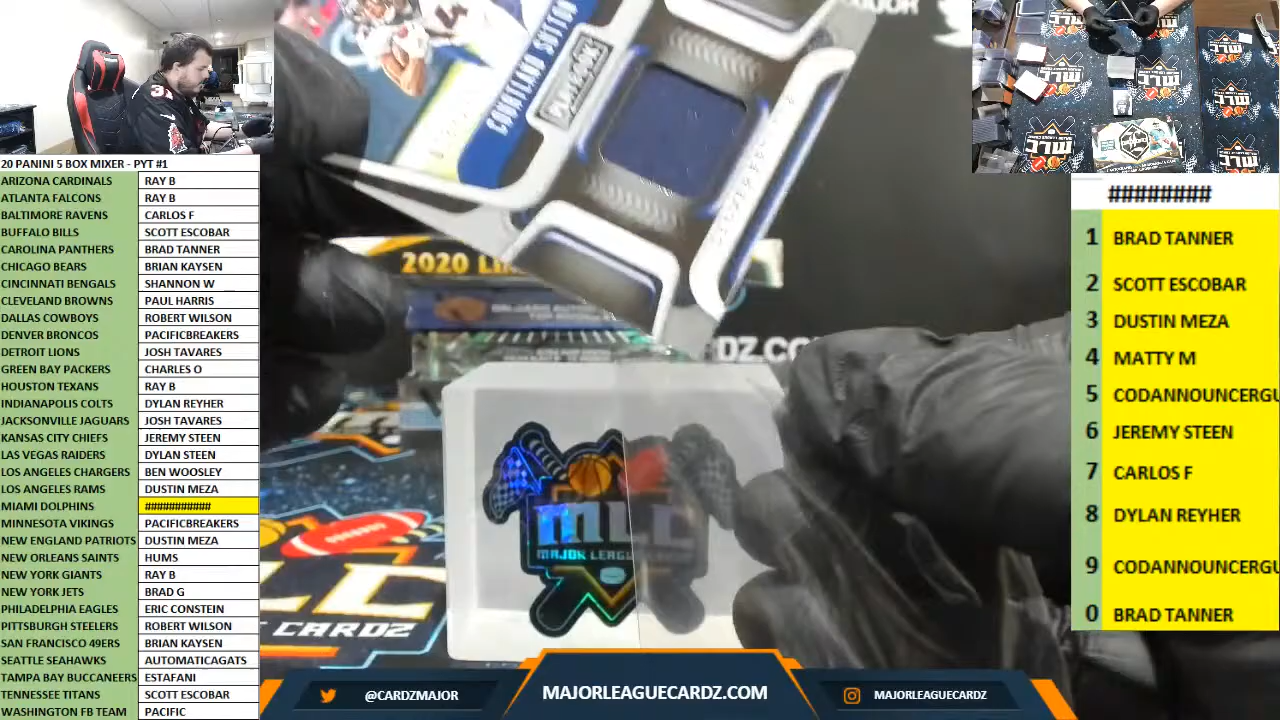 20 PANINI 5 BOX MIXER - PYT #1
ARIZONA CARDINALS RAY B
ATLANTA FALCONS RAY B
BALTIMORE RAVENS CARLOS F
BUFFALO BILLS SCOTT ESCOBAR
CAROLINA PANTHERS BRAD TANNER
CHICAGO BEARS BRIAN KAYSEN
CINCINNATI BENGALS SHANNON W
CLEVELAND BROWNS PAUL HARRIS
DALLAS COWBOYS ROBERT WILSON
DENVER BRONCOS PACIFICBREAKERS
DETROIT LIONS JOSH TAVARES
GREEN BAY PACKERS CHARLES O
HOUSTON TEXANS RAY B
INDIANAPOLIS COLTS DYLAN REYHER
JACKSONVILLE JAGUARS JOSH TAVARES
KANSAS CITY CHIEFS JEREMY STEEN
LAS VEGAS RAIDERS DYLAN STEEN
LOS ANGELES CHARGERS BEN WOOSLEY
LOS ANGELES RAMS DUSTIN MEZA
MIAMI DOLPHINS ###########
MINNESOTA VIKINGS PACIFICBREAKERS
NEW ENGLAND PATRIOTS DUSTIN MEZA
NEW ORLEANS SAINTS HUMS
NEW YORK GIANTS RAY B
NEW YORK JETS BRAD G
PHILADELPHIA EAGLES ERIC CONSTEIN
PITTSBURGH STEELERS ROBERT WILSON
SAN FRANCISCO 49ERS BRIAN KAYSEN
SEATTLE SEAHAWKS AUTOMATICAGATS
TAMPA BAY BUCCANEERS ESTAFANI
TENNESSEE TITANS SCOTT ESCOBAR
WASHINGTON FB TEAM PACIFIC
COURTLAND SUTTON
PLAYBOOK
2020
DZ.CO
MLC
MAJOR LEAGUE
LC
CARDZ
########
1 BRAD TANNER
2 SCOTT ESCOBAR
3 DUSTIN MEZA
4 MATTY M
5 CODANNOUNCERGU
6 JEREMY STEEN
7 CARLOS F
8 DYLAN REYHER
9 CODANNOUNCERGU
0 BRAD TANNER
@CARDZMAJOR
MAJORLEAGUECARDZ.COM
MAJORLEAGUECARDZ